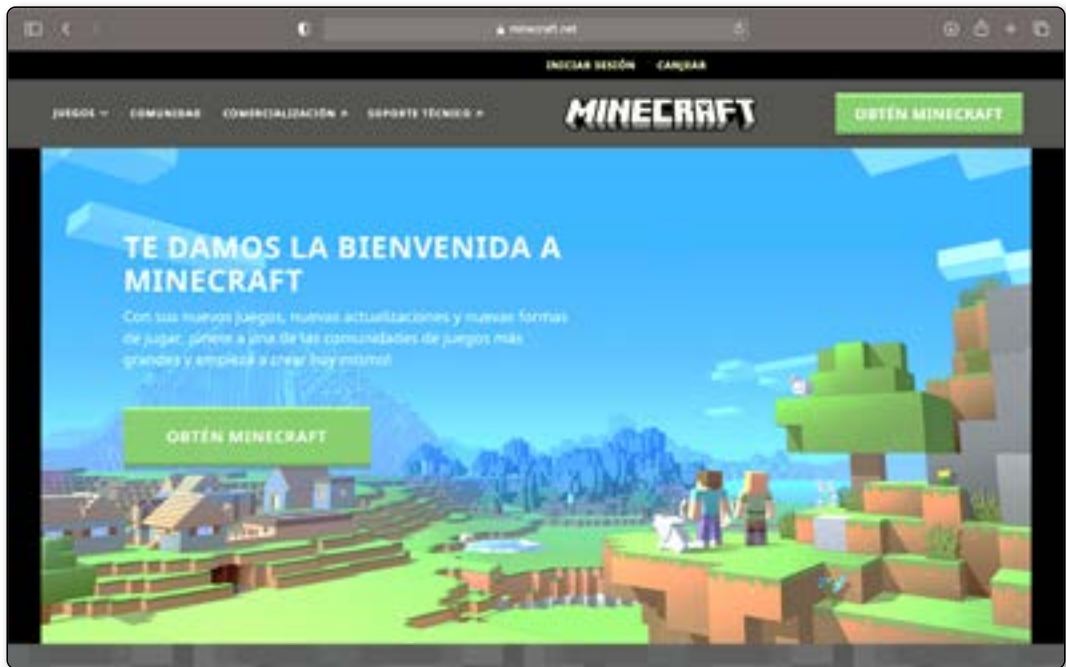 minecraft.net
INICIAR SESIÓN CANJEAR
JUEGOS COMUNIDAD COMERCIALIZACIÓN SOPORTE TÉCNICO MINECRAFT OBTÉN MINECRAFT
TE DAMOS LA BIENVENIDA A
MINECRAFT
Con sus nuevos juegos, nuevas actualizaciones y nuevas formas
de jugar, ¡únete a una de las comunidades de juegos más
grandes y empieza a crear hoy mismo!
OBTÉN MINECRAFT